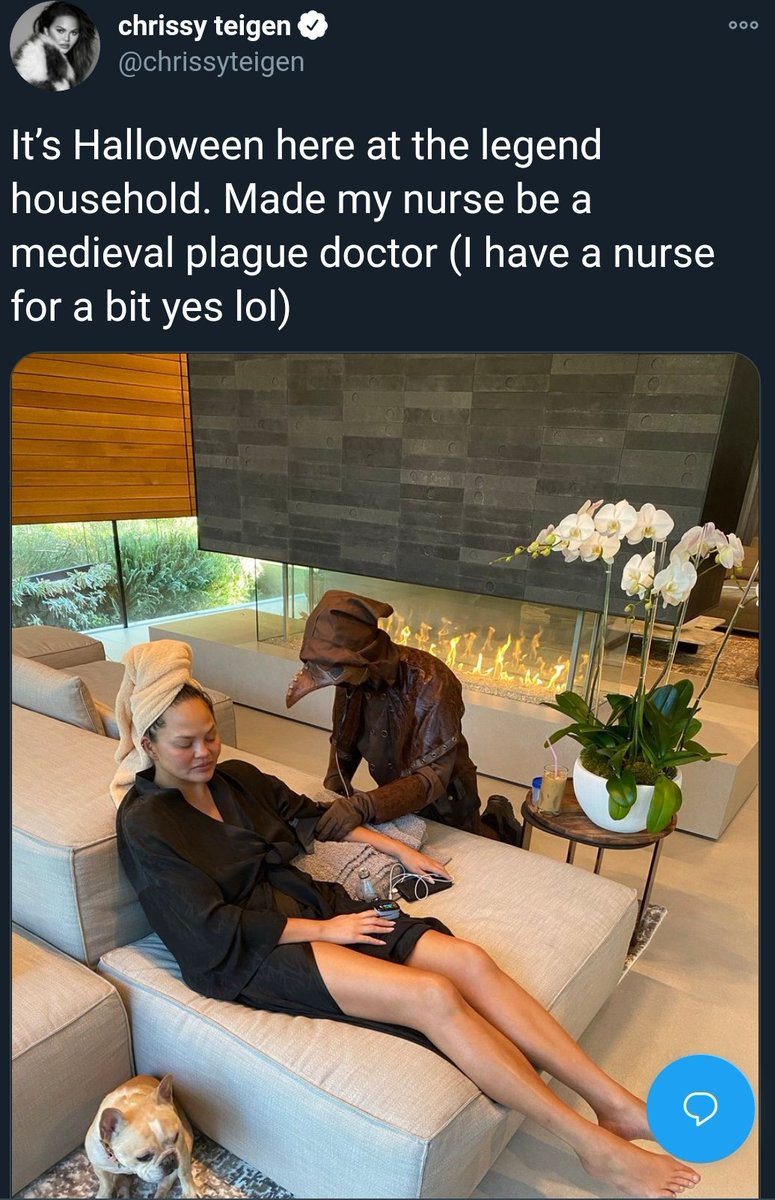 chrissy teigen
@chrissyteigen
It’s Halloween here at the legend
household. Made my nurse be a
medieval plague doctor (I have a nurse
for a bit yes lol)